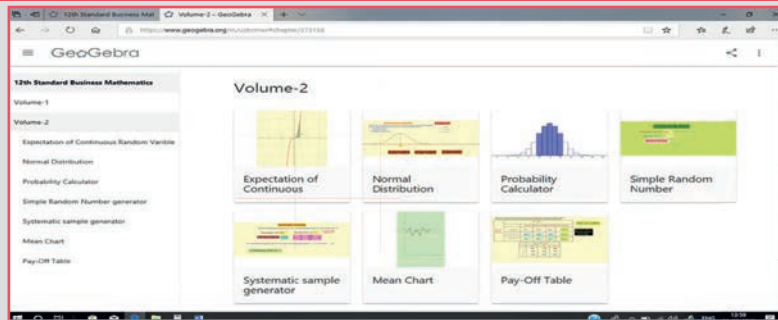 12th Standard Business Mat
Volume-2 - GeoGebra
GeoGebra
12th Standard Business Mathematics
Volume-1
Volume-2
Expectation of Continuous Random Varible
Normal Distribution
Probability Calculator
Simple Random Number generator
Systematic sample generator
Mean Chart
Pay-Off Table
Volume-2
Expectation of
Continuous
Normal
Distribution
Probability
Calculator
Simple Random
Number
Systematic sample
generator
Mean Chart
Pay-Off Table
ENG
13:59